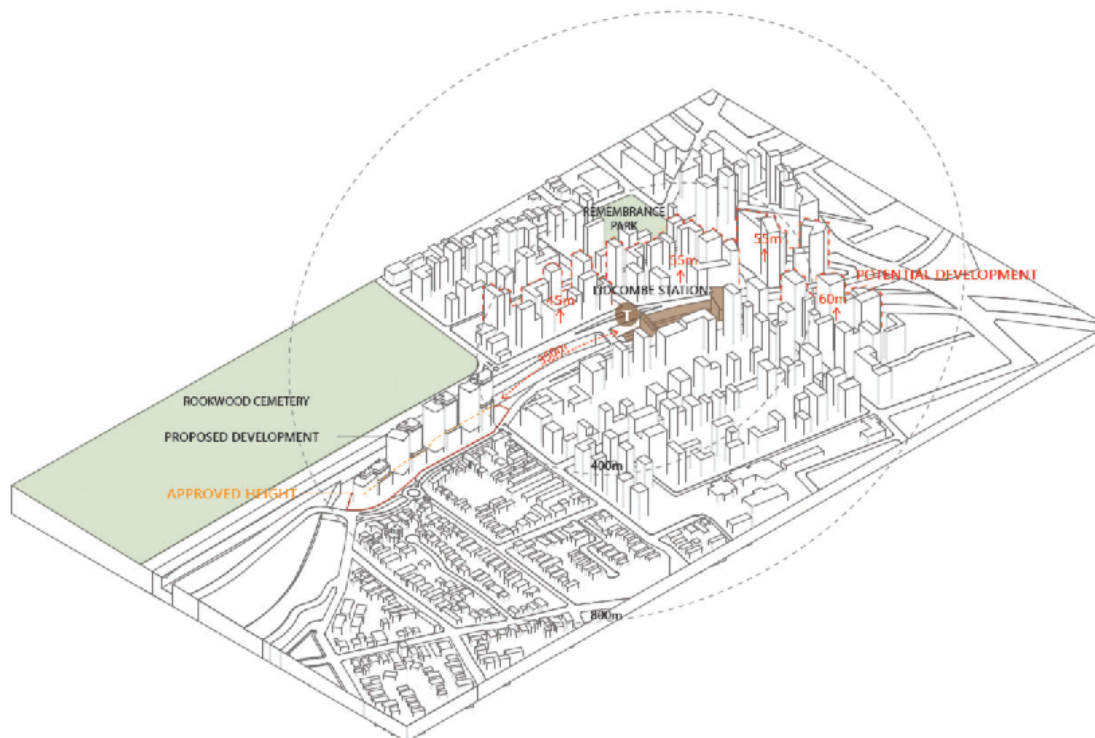 REMEMBRANCE
PARK
55m
55m
POTENTIAL DEVELOPMENT
LIDCOMBE STATION
45m
60m
T
ROOKWOOD CEMETERY
PROPOSED DEVELOPMENT
400m
APPROVED HEIGHT
800m